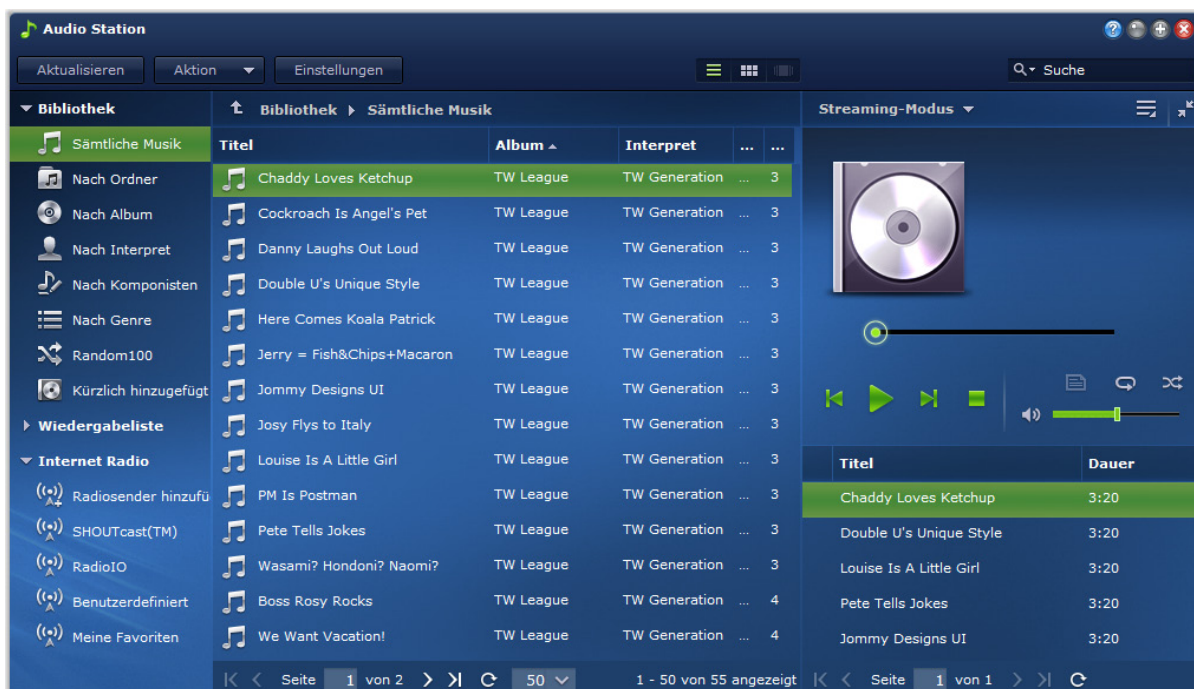 Audio Station
Aktualisieren Aktion Einstellungen Suche
Bibliothek
Sämtliche Musik
Nach Ordner
Nach Album
Nach Interpret
Nach Komponisten
Nach Genre
Random100
Kürzlich hinzugefügt
Wiedergabeliste
Internet Radio
Radiosender hinzufü
SHOUTcast(TM)
RadioIO
Benutzerdefiniert
Meine Favoriten
Bibliothek Sämtliche Musik
Titel Album Interpret ... ...
Chaddy Loves Ketchup TW League TW Generation ... 3
Cockroach Is Angel's Pet TW League TW Generation ... 3
Danny Laughs Out Loud TW League TW Generation ... 3
Double U's Unique Style TW League TW Generation ... 3
Here Comes Koala Patrick TW League TW Generation ... 3
Jerry = Fish&Chips+Macaron TW League TW Generation ... 3
Jommy Designs UI TW League TW Generation ... 3
Josy Flys to Italy TW League TW Generation ... 3
Louise Is A Little Girl TW League TW Generation ... 3
PM Is Postman TW League TW Generation ... 3
Pete Tells Jokes TW League TW Generation ... 3
Wasami? Hondoni? Naomi? TW League TW Generation ... 3
Boss Rosy Rocks TW League TW Generation ... 4
We Want Vacation! TW League TW Generation ... 4
Seite 1 von 2 50 1 - 50 von 55 angezeigt
Streaming-Modus
Titel Dauer
Chaddy Loves Ketchup 3:20
Double U's Unique Style 3:20
Louise Is A Little Girl 3:20
Pete Tells Jokes 3:20
Jommy Designs UI 3:20
Seite 1 von 1